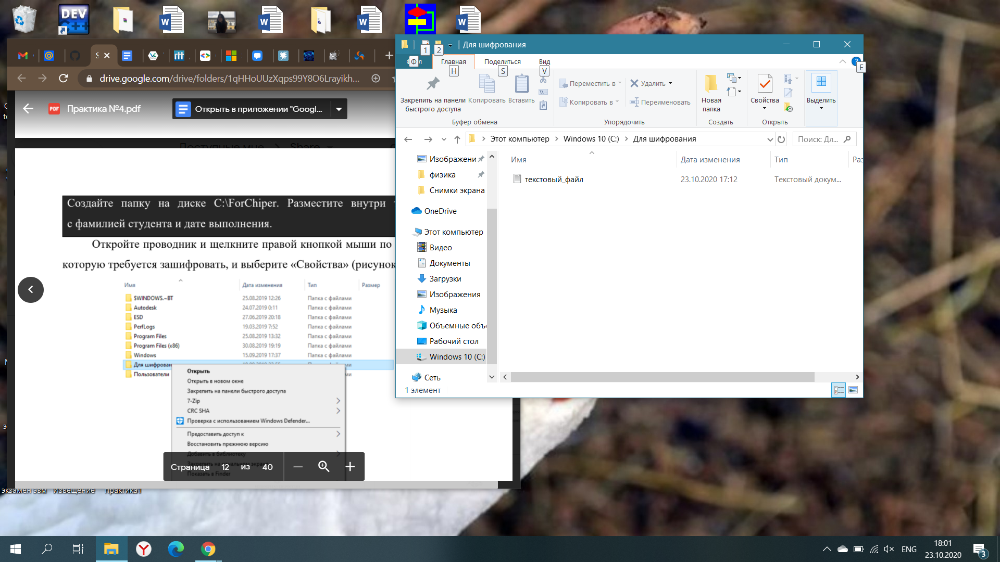 DEV
C++
drive.google.com/drive/folders/1qHHoUUzXqps99Y8O6Lrayikh...
PDF
Практика №4.pdf
Открыть в приложении "Googl...
Доступные мне
Share
Создайте папку на диске C:\ForChiper. Разместите внутри
с фамилией студента и дате выполнения.
Откройте проводник и щелкните правой кнопкой мыши по
которую требуется зашифровать, и выберите «Свойства» (рисунок
Имя Дата изменения Тип Размер
$WINDOWS.~BT 25.08.2019 12:26 Папка с файлами
Autodesk 24.07.2019 0:11 Папка с файлами
ESD 27.06.2019 20:18 Папка с файлами
PerfLogs 19.03.2019 7:52 Папка с файлами
Program Files 25.08.2019 13:32 Папка с файлами
Program Files (x86) 30.08.2019 19:19 Папка с файлами
Windows 15.09.2019 17:37 Папка с файлами
Для шифрован
Пользователи
Открыть
Открыть в новом окне
Закрепить на панели быстрого доступа
7-Zip
CRC SHA
Проверка с использованием Windows Defender...
Предоставить доступ к
Восстановить прежнюю версию
Добавить в библиотеку
Закрепить на начальном экране
Показать в Finder
Страница 12 из 40
экзамен эвм Извещение практика1
1 2 Для шифрования
Ф Главная Поделиться Вид
H S V E
Закрепить на панели
быстрого доступа
Копировать Вставить
Переместить в
Копировать в
Удалить
Переименовать
Новая
папка
Свойства
Выделить
Буфер обмена Упорядочить Создать Открыть
Этот компьютер Windows 10 (C:) Для шифрования
Поиск: Дл...
Изображени
физика
Снимки экрана
OneDrive
Этот компьютер
Видео
Документы
Загрузки
Изображения
Музыка
Объемные объ
Рабочий стол
Windows 10 (C:)
Сеть
Имя Дата изменения Тип Раз
текстовый_файл 23.10.2020 17:12 Текстовый докум...
1 элемент
ENG
18:01
23.10.2020
3